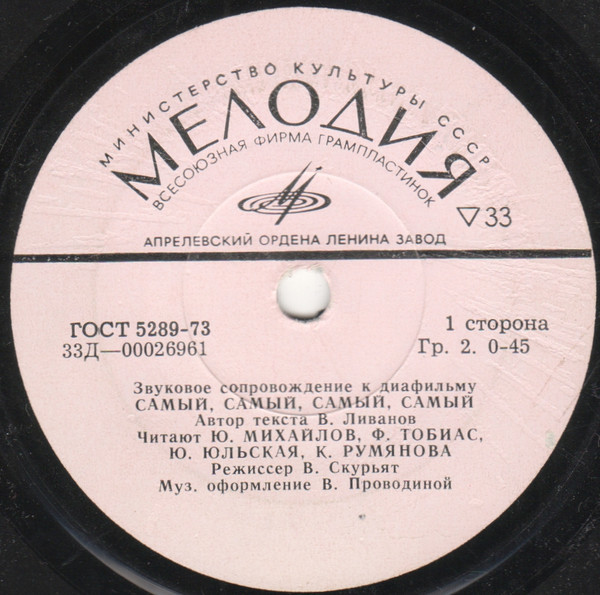 МИНИСТЕРСТВО КУЛЬТУРЫ СССР
МЕЛОДИЯ
ВСЕСОЮЗНАЯ ФИРМА ГРАМПЛАСТИНОК
▽33
АПРЕЛЕВСКИЙ ОРДЕНА ЛЕНИНА ЗАВОД
ГОСТ 5289-73
33Д—00026961
1 сторона
Гр. 2. 0-45
Звуковое сопровождение к диафильму
САМЫЙ, САМЫЙ, САМЫЙ, САМЫЙ
Автор текста В. Ливанов
Читают Ю. МИХАЙЛОВ, Ф. ТОБИАС,
Ю. ЮЛЬСКАЯ, К. РУМЯНОВА
Режиссер В. Скурьят
Муз. оформление В. Проводиной